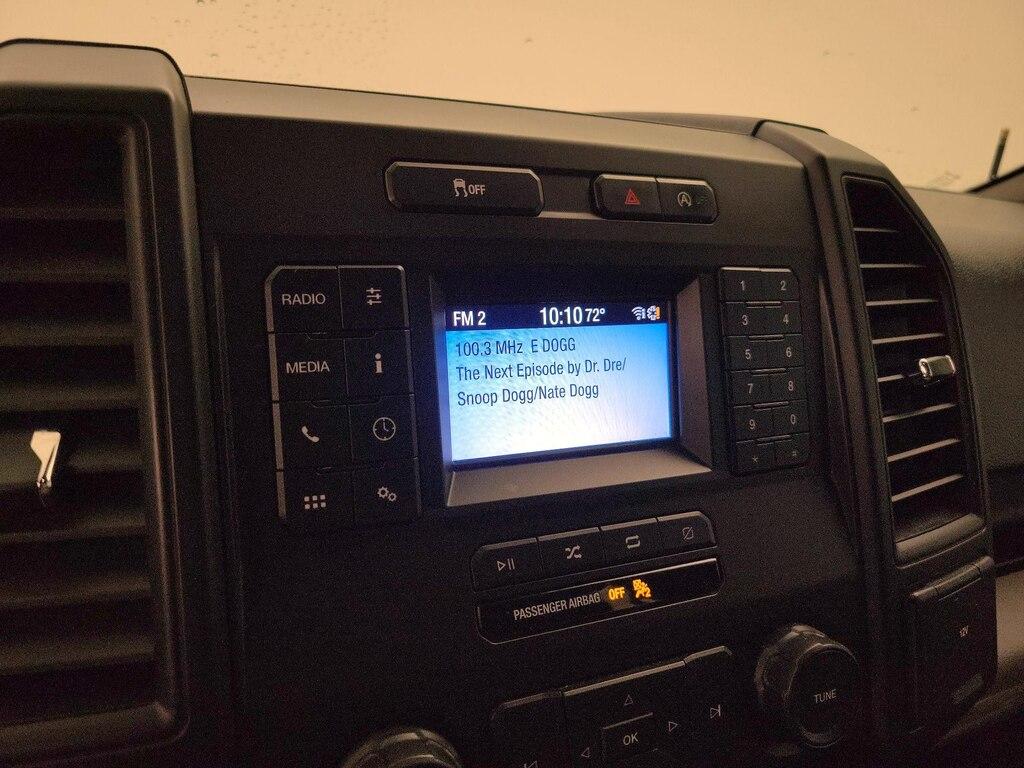 OFF
A
RADIO
MEDIA
FM 2 10:10 72°
100.3 MHz E DOGG
The Next Episode by Dr. Dre/
Snoop Dogg/Nate Dogg
1 2
3 4
5 6
7 8
9 0
* #
PASSENGER AIRBAG OFF 2
12V
TUNE
OK